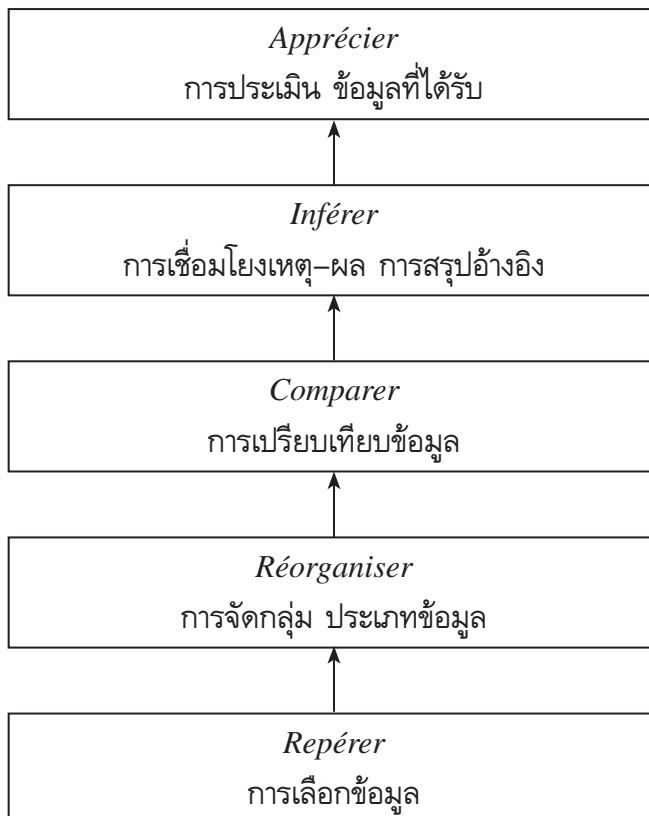 Apprécier
การประเมิน ข้อมูลที่ได้รับ
Inférer
การเชื่อมโยงเหตุ–ผล การสรุปอ้างอิง
Comparer
การเปรียบเทียบข้อมูล
Réorganiser
การจัดกลุ่ม ประเภทข้อมูล
Repérer
การเลือกข้อมูล